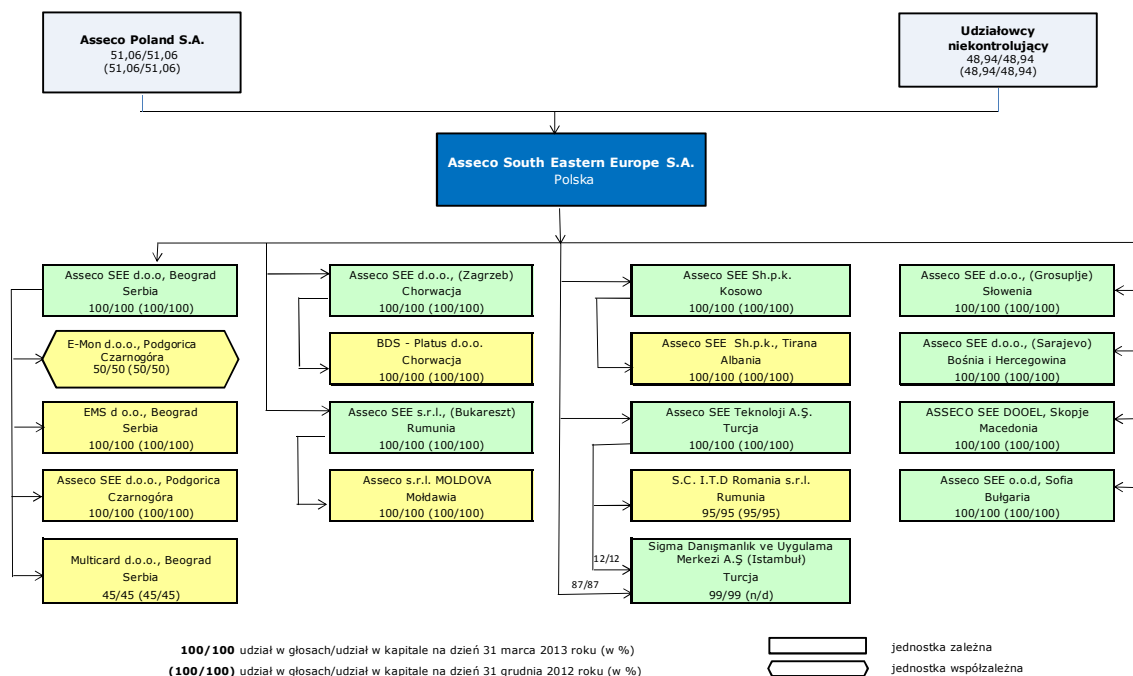 Asseco Poland S.A.
51,06/51,06
(51,06/51,06)
Udziałowcy
niekontrolujący
48,94/48,94
(48,94/48,94)
Asseco South Eastern Europe S.A.
Polska
Asseco SEE d.o.o, Beograd
Serbia
100/100 (100/100)
E-Mon d.o.o., Podgorica
Czarnogóra
50/50 (50/50)
EMS d o.o., Beograd
Serbia
100/100 (100/100)
Asseco SEE d.o.o., Podgorica
Czarnogóra
100/100 (100/100)
Multicard d.o.o., Beograd
Serbia
45/45 (45/45)
Asseco SEE d.o.o., (Zagrzeb)
Chorwacja
100/100 (100/100)
BDS - Platus d.o.o.
Chorwacja
100/100 (100/100)
Asseco SEE s.r.l., (Bukareszt)
Rumunia
100/100 (100/100)
Asseco s.r.l. MOLDOVA
Mołdawia
100/100 (100/100)
Asseco SEE Sh.p.k.
Kosowo
100/100 (100/100)
Asseco SEE Sh.p.k., Tirana
Albania
100/100 (100/100)
Asseco SEE Teknoloji A.Ş.
Turcja
100/100 (100/100)
S.C. I.T.D Romania s.r.l.
Rumunia
95/95 (95/95)
12/12
87/87
Sigma Danışmanlık ve Uygulama
Merkezi A.Ş (Istambuł)
Turcja
99/99 (n/d)
Asseco SEE d.o.o., (Grosuplje)
Słowenia
100/100 (100/100)
Asseco SEE d.o.o., (Sarajevo)
Bośnia i Hercegowina
100/100 (100/100)
ASSECO SEE DOOEL, Skopje
Macedonia
100/100 (100/100)
Asseco SEE o.o.d, Sofia
Bułgaria
100/100 (100/100)
100/100 udział w głosach/udział w kapitale na dzień 31 marca 2013 roku (w %)
(100/100) udział w głosach/udział w kapitale na dzień 31 grudnia 2012 roku (w %)
jednostka zależna
jednostka współzależna